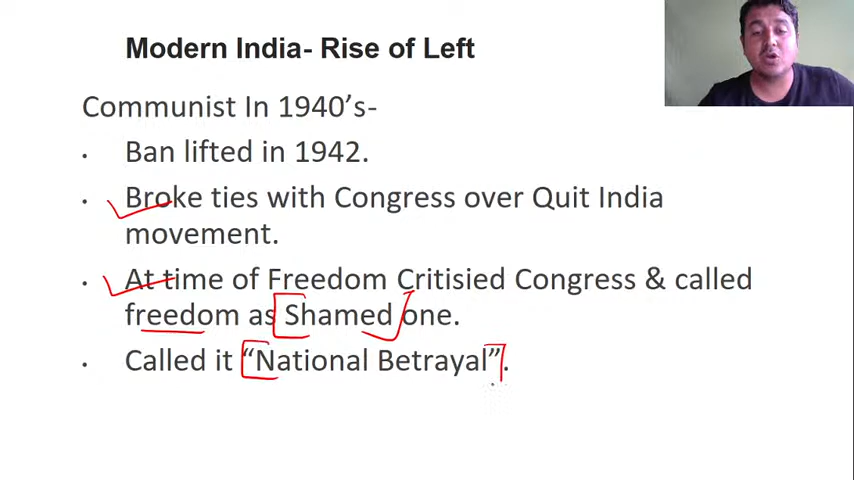 Modern India- Rise of Left
Communist In 1940’s-
• Ban lifted in 1942.
• Broke ties with Congress over Quit India
movement.
• At time of Freedom Critisied Congress & called
freedom as Shamed one.
• Called it “National Betrayal”.